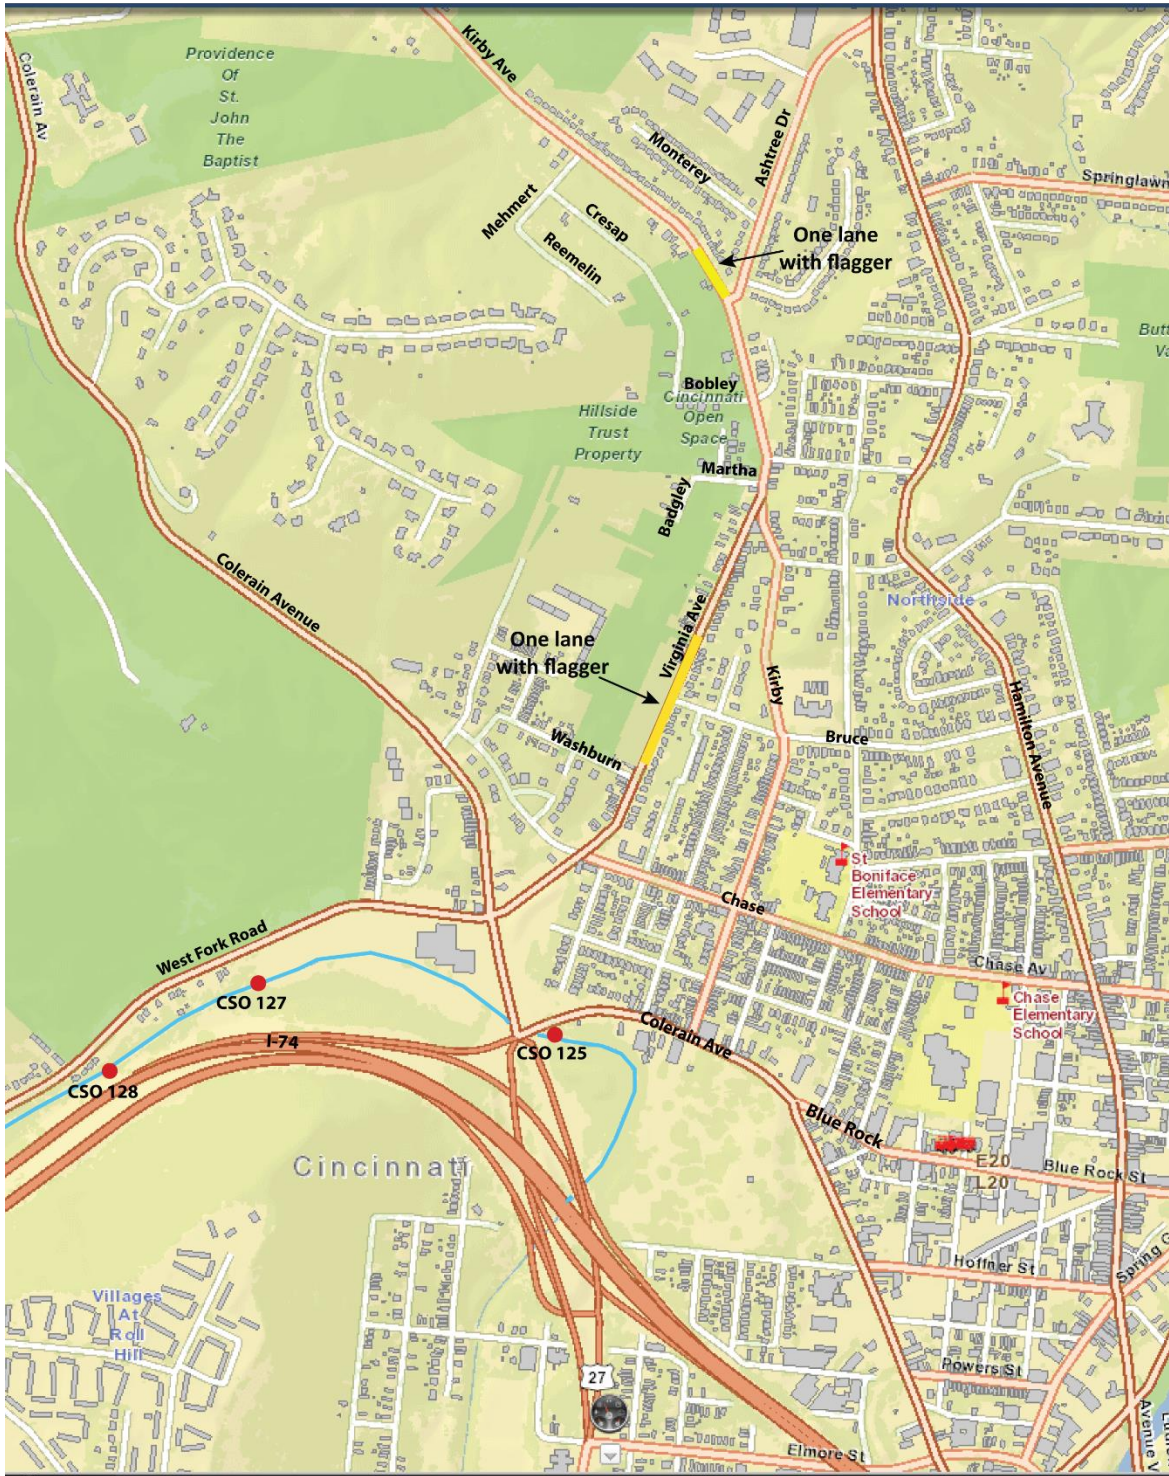 Kirby Ave
Colerain Av
Providence
Of
St.
John
The
Baptist
Monterey
Ashtree Dr
Springlawn
Mehmert
Cresap
Reemelin
One lane
with flagger
Bobley
Cincinnati
Open
Space
Hillside
Trust
Property
Martha
Badgley
Colerain Avenue
Northside
Virginia Ave
One lane
with flagger
Kirby
Hamilton Avenue
Washburn
Bruce
St
Boniface
Elementary
School
Chase
Chase Av
West Fork Road
CSO 127
Chase
Elementary
School
Colerain Ave
I-74
CSO 125
CSO 128
Blue Rock
E20
L20
Blue Rock St
Cincinnati
Hoffner St
Spring G
Villages
At
Roll
Hill
Powers St
27
Elmore St
Avenue V